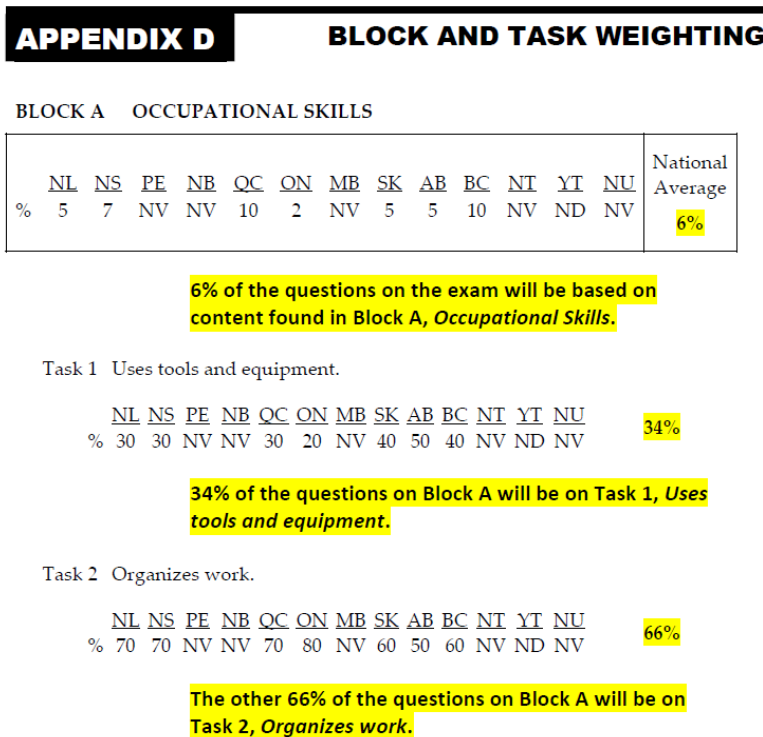 APPENDIX D
BLOCK AND TASK WEIGHTING
BLOCK A OCCUPATIONAL SKILLS
National
NL NS PE NB QC ON MB SK AB BC NT YT NU Average
% 5 7 NV NV 10 2 NV 5 5 10 NV ND NV 6%
6% of the questions on the exam will be based on
content found in Block A, Occupational Skills.
Task 1 Uses tools and equipment.
NL NS PE NB QC ON MB SK AB BC NT YT NU
34%
% 30 30 NV NV 30 20 NV 40 50 40 NV ND NV
34% of the questions on Block A will be on Task 1, Uses
tools and equipment.
Task 2 Organizes work.
NL NS PE NB QC ON MB SK AB BC NT YT NU
66%
% 70 70 NV NV 70 80 NV 60 50 60 NV ND NV
The other 66% of the questions on Block A will be on
Task 2, Organizes work.